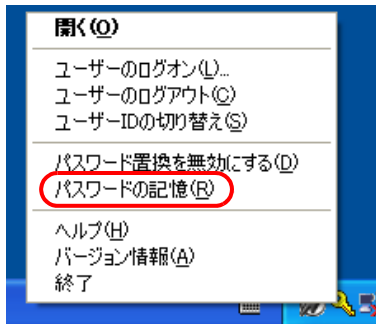 開く(O)
ユーザーのログオン(L)...
ユーザーのログアウト(C)
ユーザーIDの切り替え(S)
パスワード置換を無効にする(D)
パスワードの記憶(R)
ヘルプ(H)
バージョン情報(A)
終了